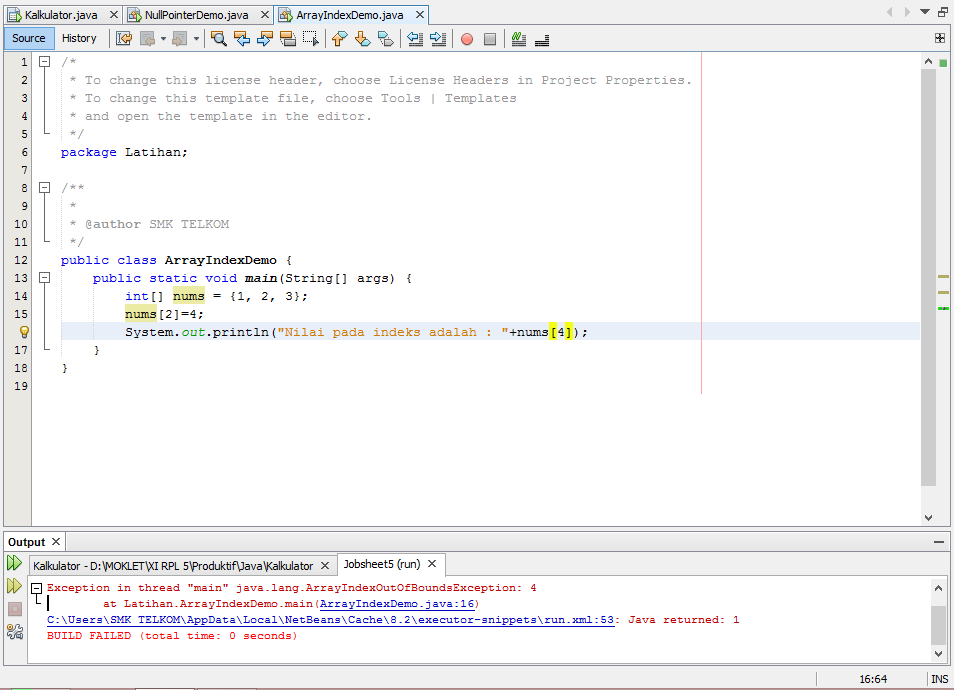 Kalkulator.java NullPointerDemo.java ArrayIndexDemo.java
Source History
1 /*
2 * To change this license header, choose License Headers in Project Properties.
3 * To change this template file, choose Tools | Templates
4 * and open the template in the editor.
5 */
6 package Latihan;
7
8 /**
9 *
10 * @author SMK TELKOM
11 */
12 public class ArrayIndexDemo {
13 public static void main(String[] args) {
14 int[] nums = {1, 2, 3};
15 nums[2]=4;
System.out.println("Nilai pada indeks adalah : "+nums[4]);
17 }
18 }
19
Output
Kalkulator - D:\MOKLET\XI RPL 5\Produktif\Java\Kalkulator Jobsheet5 (run)
Exception in thread "main" java.lang.ArrayIndexOutOfBoundsException: 4
at Latihan.ArrayIndexDemo.main(ArrayIndexDemo.java:16)
C:\Users\SMK TELKOM\AppData\Local\NetBeans\Cache\8.2\executor-snippets\run.xml:53: Java returned: 1
BUILD FAILED (total time: 0 seconds)
16:64 INS